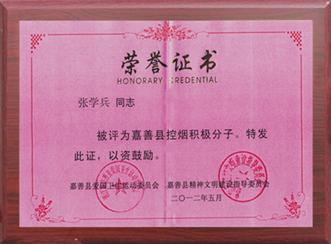 荣誉证书
HONORARY CREDENTIAL
张学兵 同志
被评为嘉善县控烟积极分子。特发
此证，以资鼓励。
嘉善县爱国卫生运动委员会 嘉善县精神文明建设指导委员会
二〇一二年五月